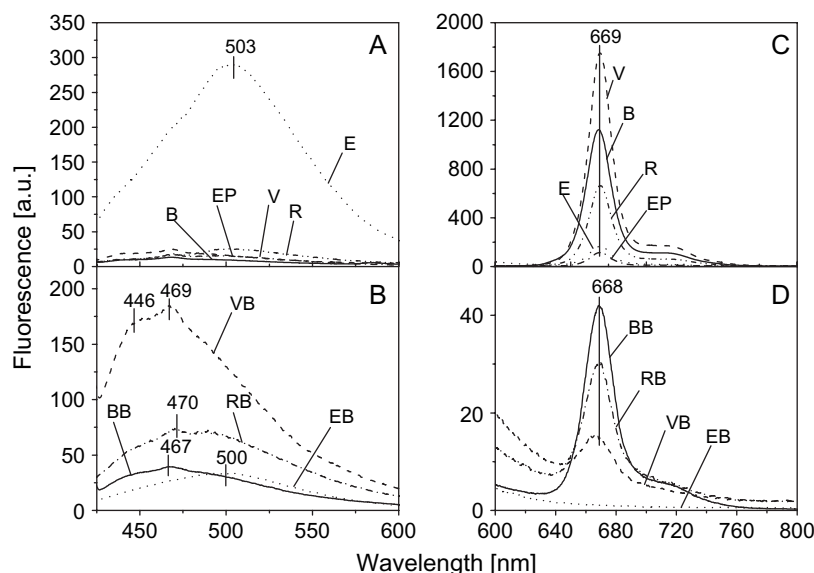 350
300
250
200
150
100
50
0
503
A
E
B
EP
V
R
2000
1600
1200
800
400
0
669
C
V
B
R
E
EP
Fluorescence [a.u.]
200
150
100
50
0
446
469
B
VB
BB
470
RB
EB
467
500
450
500
550
600
40
20
0
668
D
BB
RB
VB
EB
600
640
680
720
760
800
Wavelength [nm]